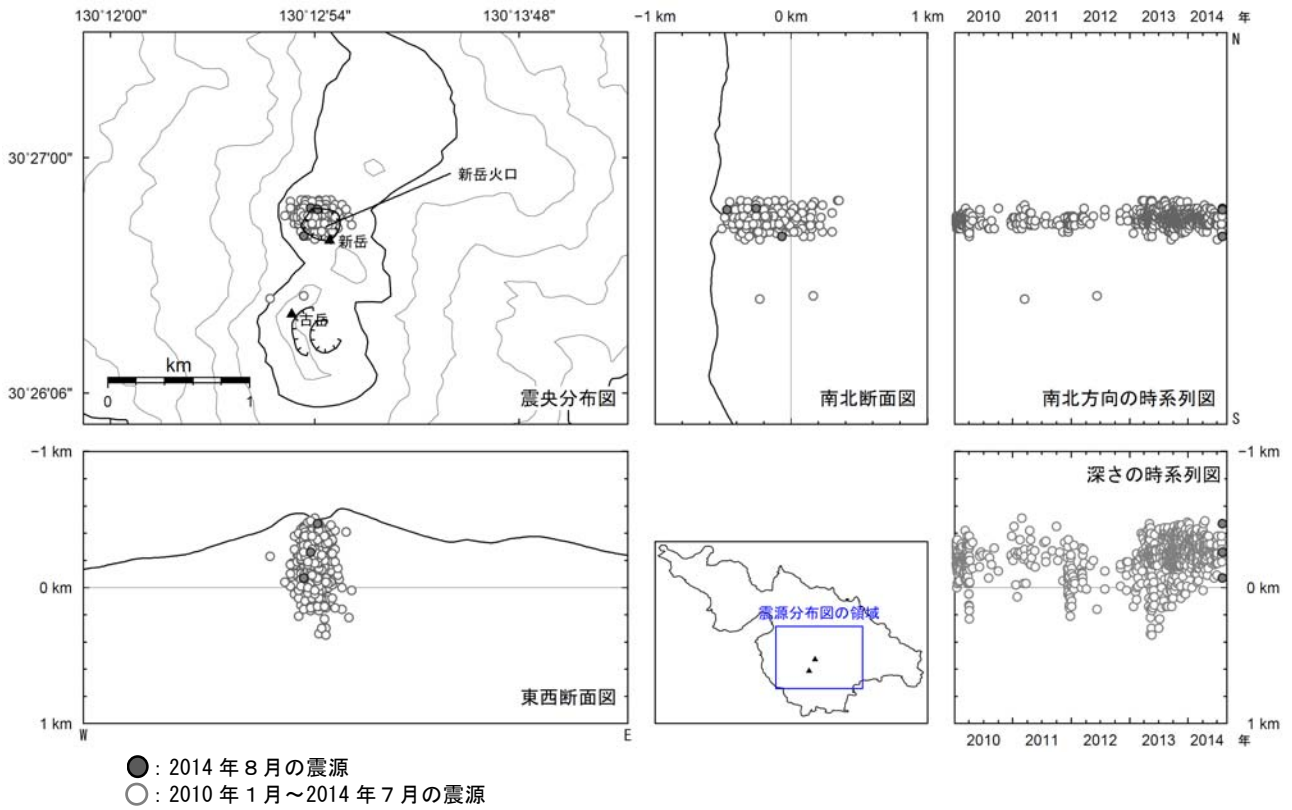 130°12'00" 130°12'54" 130°13'48"
-1 km 0 km 1 km
2010 2011 2012 2013 2014 年
N
30°27'00"
新岳火口
新岳
古岳
km
0 1
30°26'06"
震央分布図
南北断面図
南北方向の時系列図
S
-1 km
0 km
1 km
W E
東西断面図
震源分布図の領域
深さの時系列図
-1 km
0 km
1 km
2010 2011 2012 2013 2014 年
: 2014 年８月の震源
: 2010 年１月～2014 年７月の震源